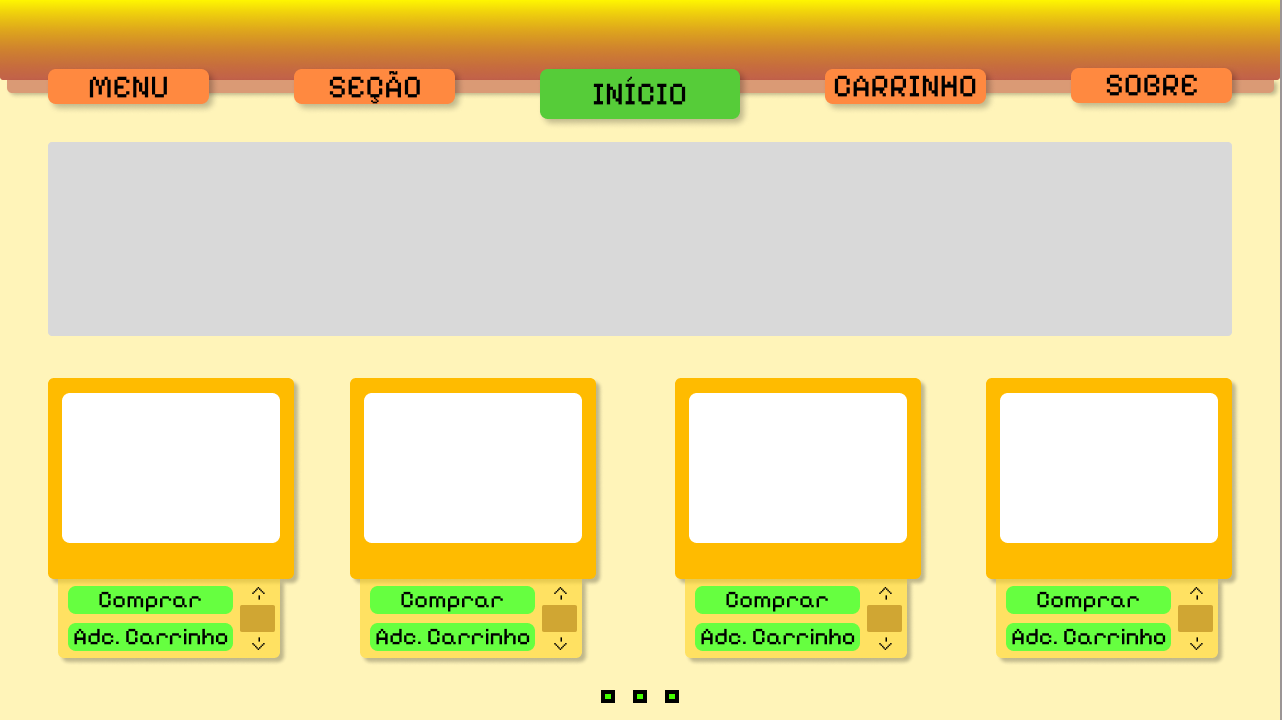 MENU
SEÇÃO
INÍCIO
CARRINHO
SOBRE
Comprar
Adc. Carrinho
Comprar
Adc. Carrinho
Comprar
Adc. Carrinho
Comprar
Adc. Carrinho